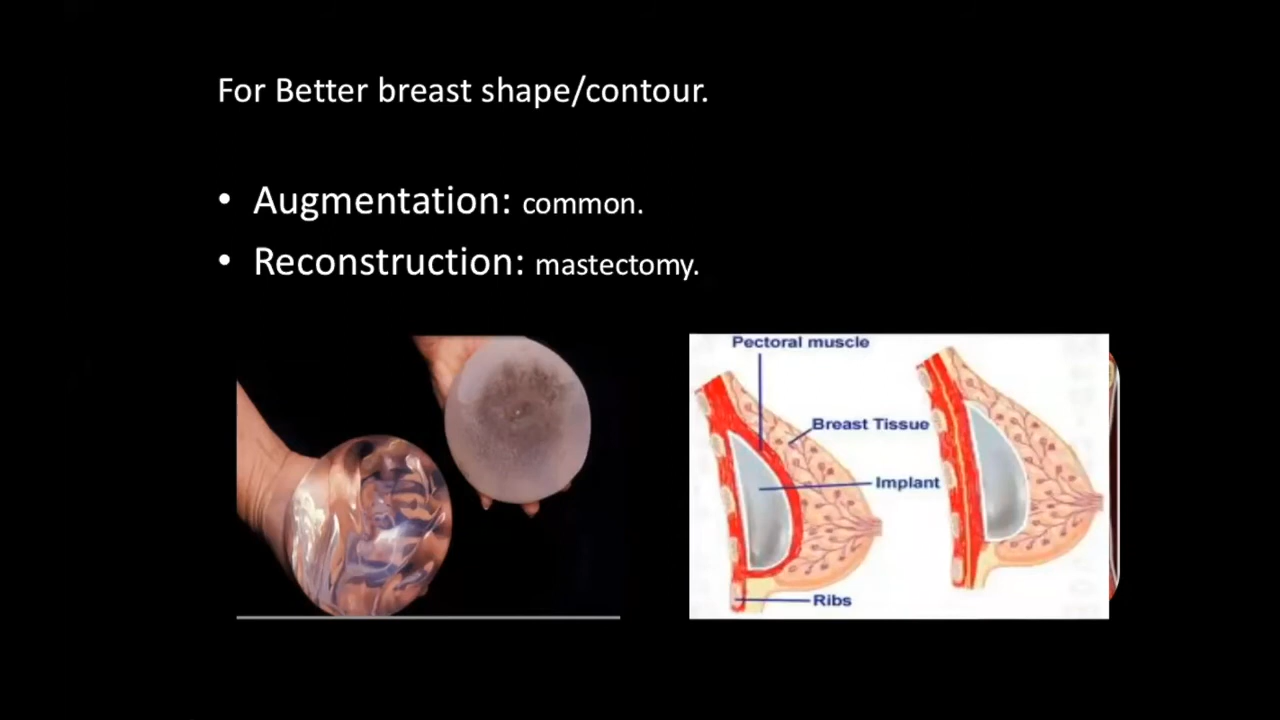 For Better breast shape/contour.
• Augmentation: common.
• Reconstruction: mastectomy.
Pectoral muscle
Breast Tissue
Implant
Ribs